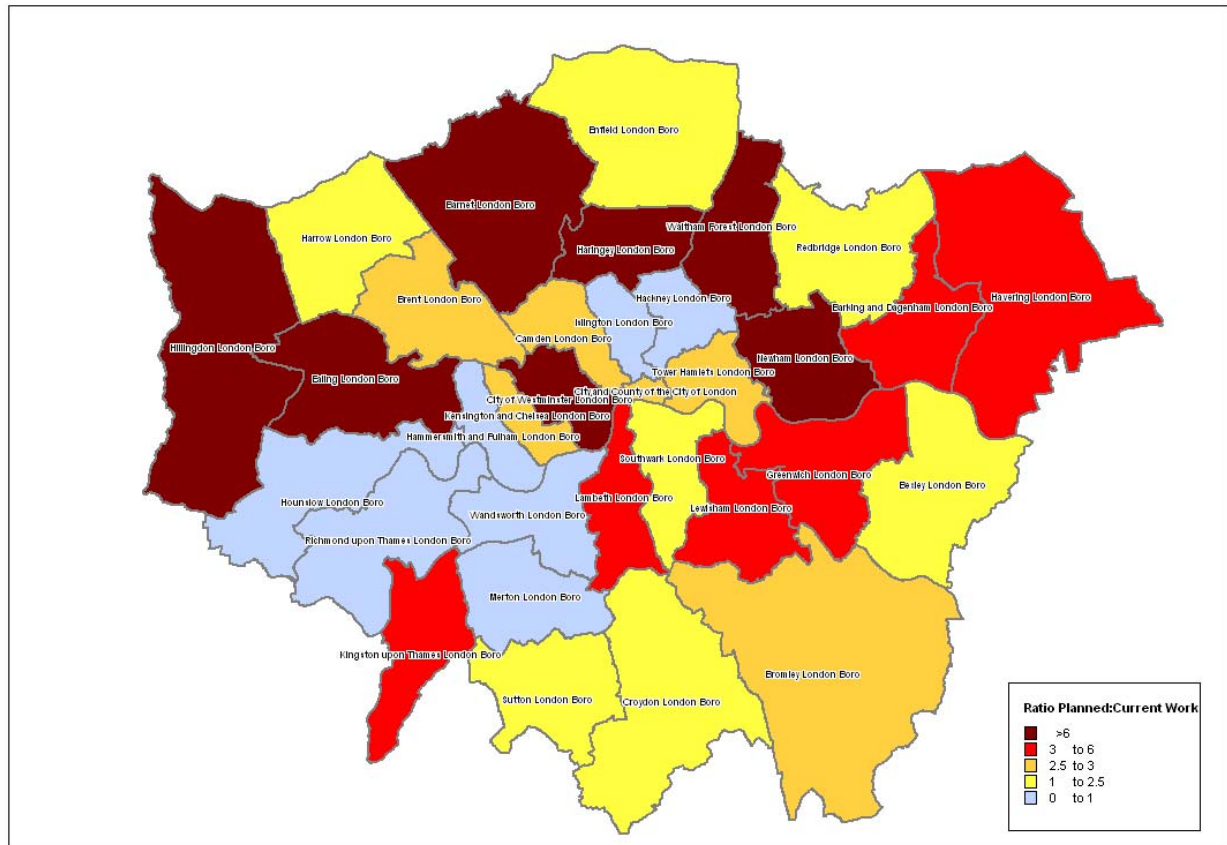 Enfield London Boro
Barnet London Boro
Waltham Forest London Boro
Harrow London Boro
Haringey London Boro
Redbridge London Boro
Brent London Boro
Hackney London Boro
Havering London Boro
Barking and Dagenham London Boro
Islington London Boro
Camden London Boro
Hillingdon London Boro
Newham London Boro
Ealing London Boro
Tower Hamlets London Boro
City and County of the City of London
City of Westminster London Boro
Kensington and Chelsea London Boro
Hammersmith and Fulham London Boro
Southwark London Boro
Greenwich London Boro
Bexley London Boro
Lambeth London Boro
Hounslow London Boro
Lewisham London Boro
Wandsworth London Boro
Richmond upon Thames London Boro
Merton London Boro
Kingston upon Thames London Boro
Bromley London Boro
Sutton London Boro
Croydon London Boro
Ratio Planned:Current Work
>6
3 to 6
2.5 to 3
1 to 2.5
0 to 1